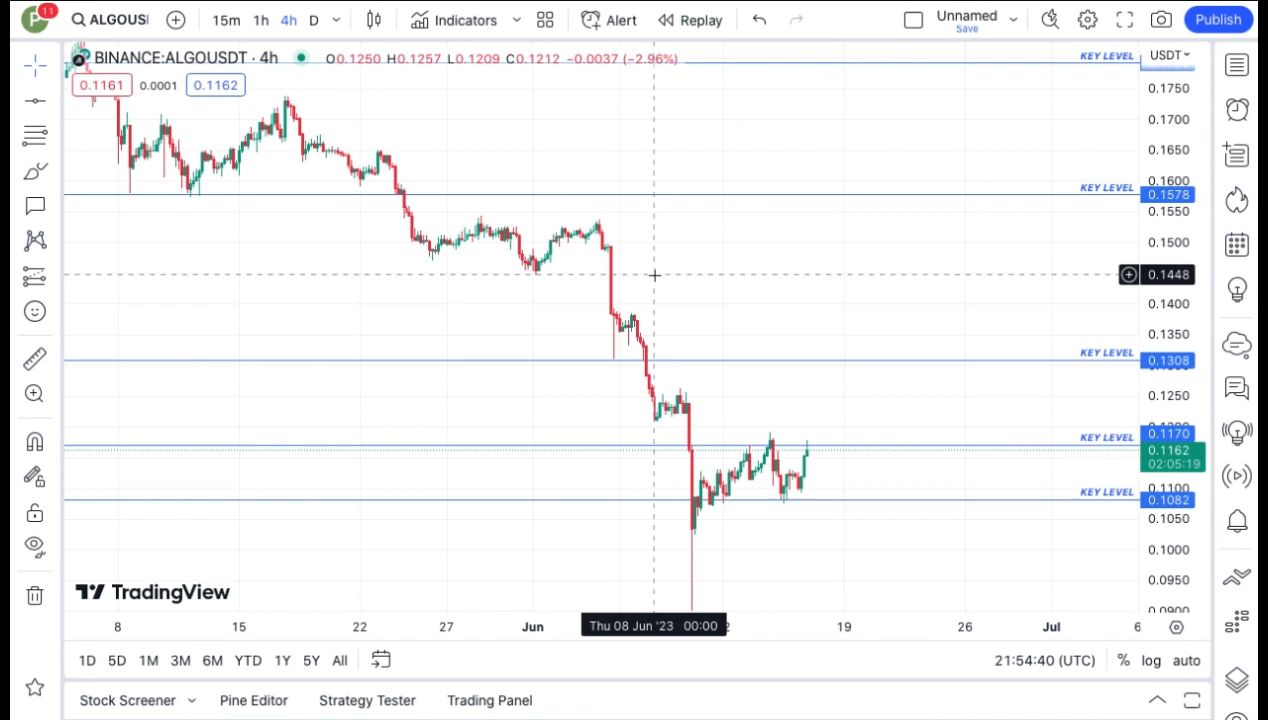 P 11 ALGOUS 15m 1h 4h D Indicators Alert Replay Unnamed Save Publish
BINANCE:ALGOUSDT · 4h O0.1250 H0.1257 L0.1209 C0.1212 −0.0037 (−2.96%)
KEY LEVEL USDT
0.1161 0.0001 0.1162
0.1750
0.1700
0.1650
0.1600
KEY LEVEL 0.1578
0.1550
0.1500
0.1448
0.1400
0.1350
KEY LEVEL 0.1308
0.1250
KEY LEVEL 0.1170
0.1162
02:05:19
0.1100
KEY LEVEL 0.1082
0.1050
0.1000
0.0950
0.0900
TradingView
8 15 22 27 Jun Thu 08 Jun '23 00:00 2 19 26 Jul 6
1D 5D 1M 3M 6M YTD 1Y 5Y All 21:54:40 (UTC) % log auto
Stock Screener Pine Editor Strategy Tester Trading Panel